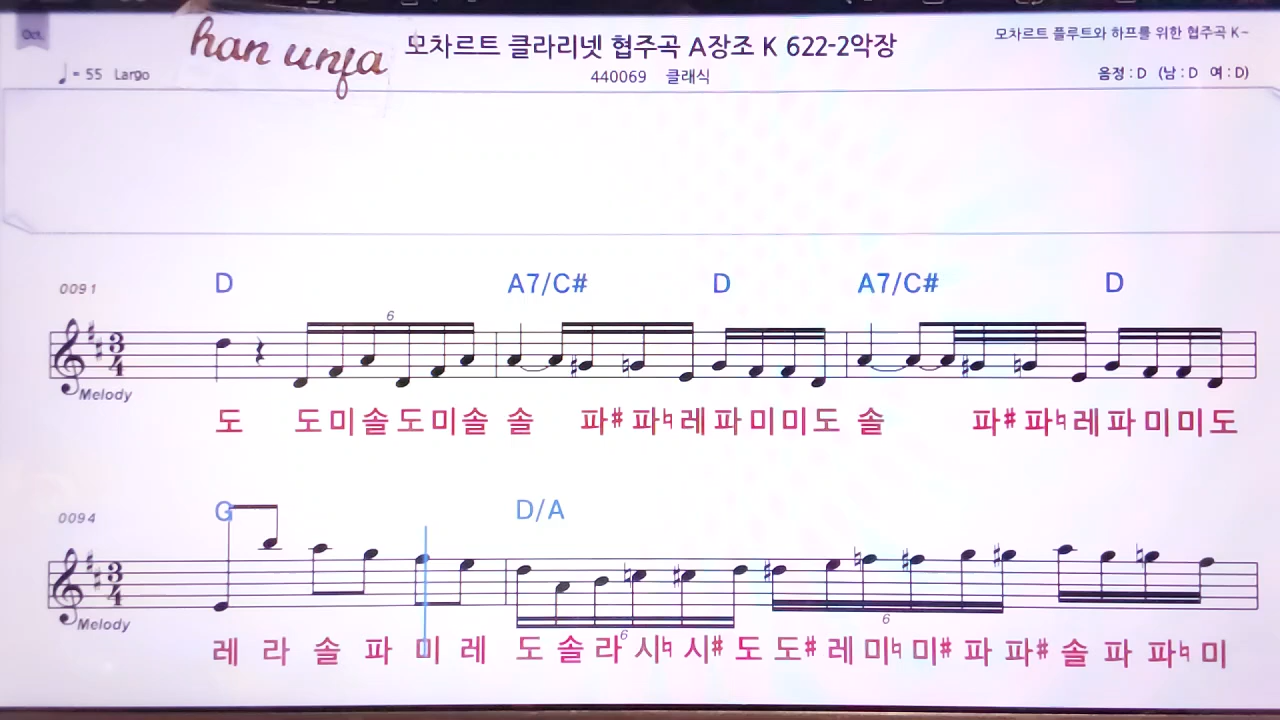 Oct.
han unfa
모차르트 클라리넷 협주곡 A장조 K 622-2악장
모차르트 플루트와 하프를 위한 협주곡 K~
♩= 55 Largo
440069 클래식
음정 : D (남 : D 여 : D)
0091
D A7/C# D A7/C# D
6
3
4
Melody
도 도 미 솔 도 미 솔 솔 파# 파♮ 레 파 미 미 도 솔 파# 파♮ 레 파 미 미 도
0094
G D/A
3
4
Melody
6 6
레 라 솔 파 미 레 도 솔 라 시♮ 시# 도 도# 레 미♮ 미# 파 파# 솔 파 파♮ 미